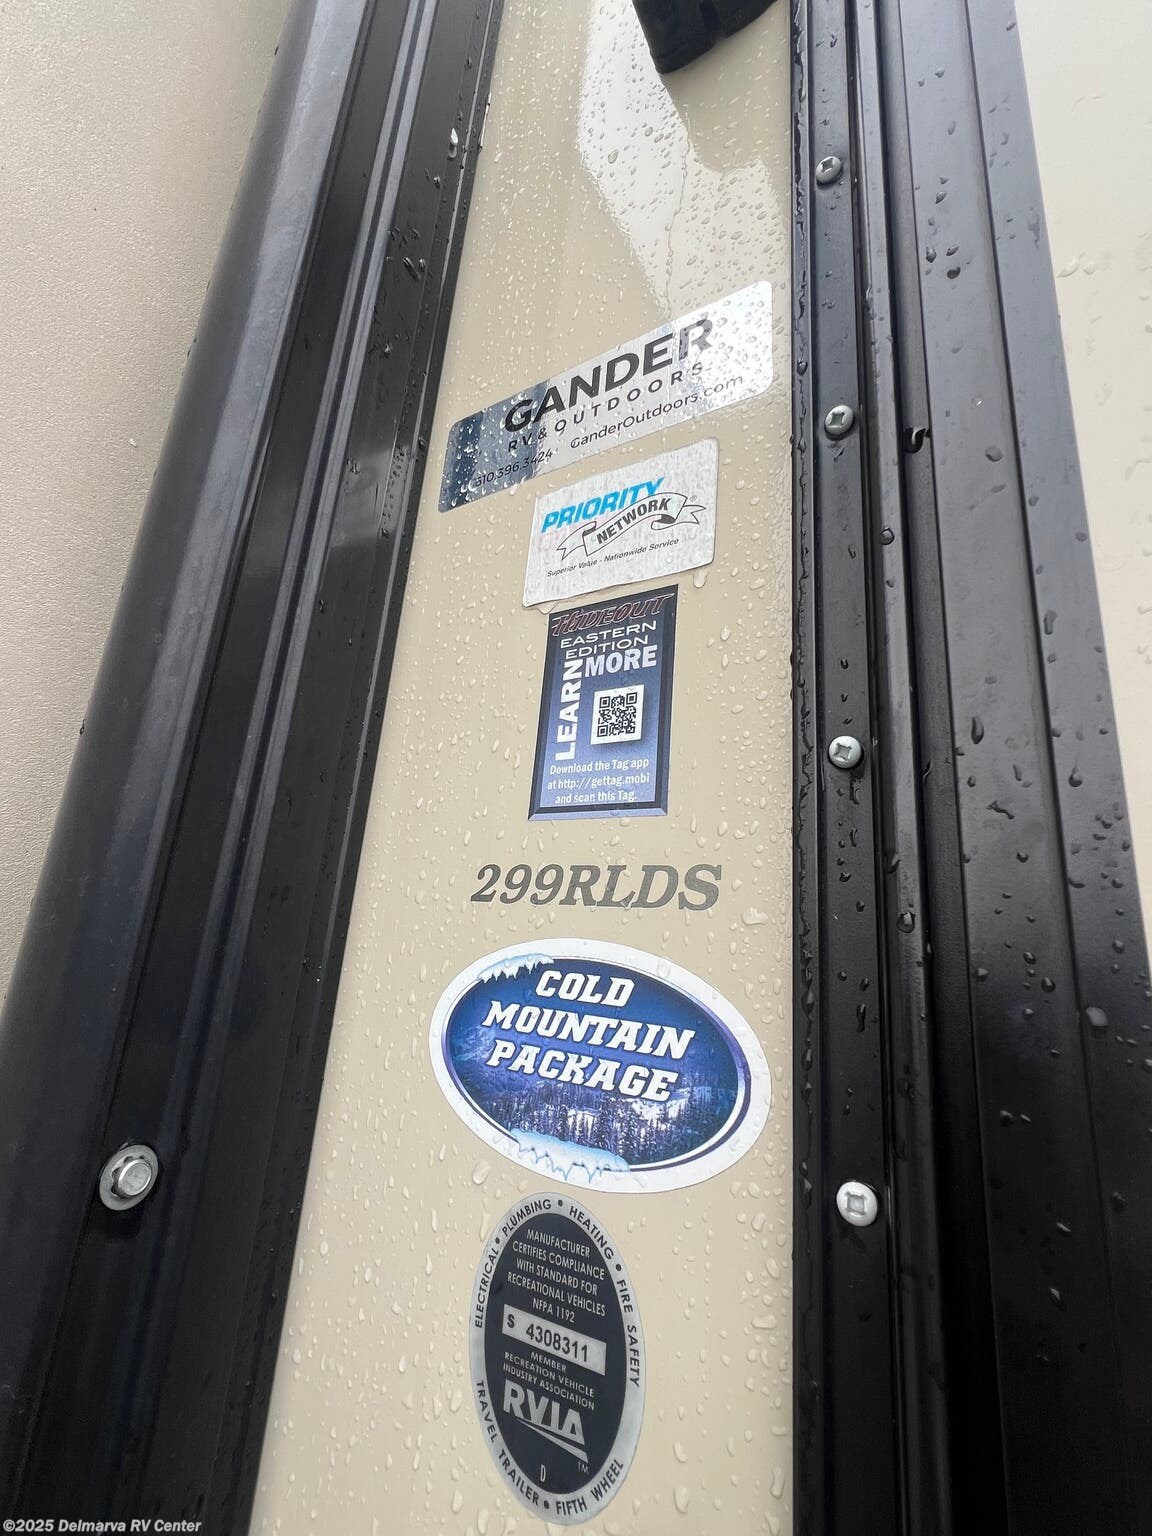 GANDER
RV & OUTDOORS
610.396.3424 GanderOutdoors.com
PRIORITY
NETWORK
Superior Value - Nationwide Service
HIDEOUT
EASTERN
EDITION
LEARN
MORE
Download the Tag app
at http://gettag.mobi
and scan this Tag.
299RLDS
COLD
MOUNTAIN
PACKAGE
ELECTRICAL • PLUMBING • HEATING • FIRE SAFETY
MANUFACTURER
CERTIFIES COMPLIANCE
WITH STANDARD FOR
RECREATIONAL VEHICLES
NFPA 1192
S 4308311
MEMBER
RECREATION VEHICLE
INDUSTRY ASSOCIATION
RVIA
TM
D
TRAVEL TRAILER • FIFTH WHEEL
©2025 Delmarva RV Center